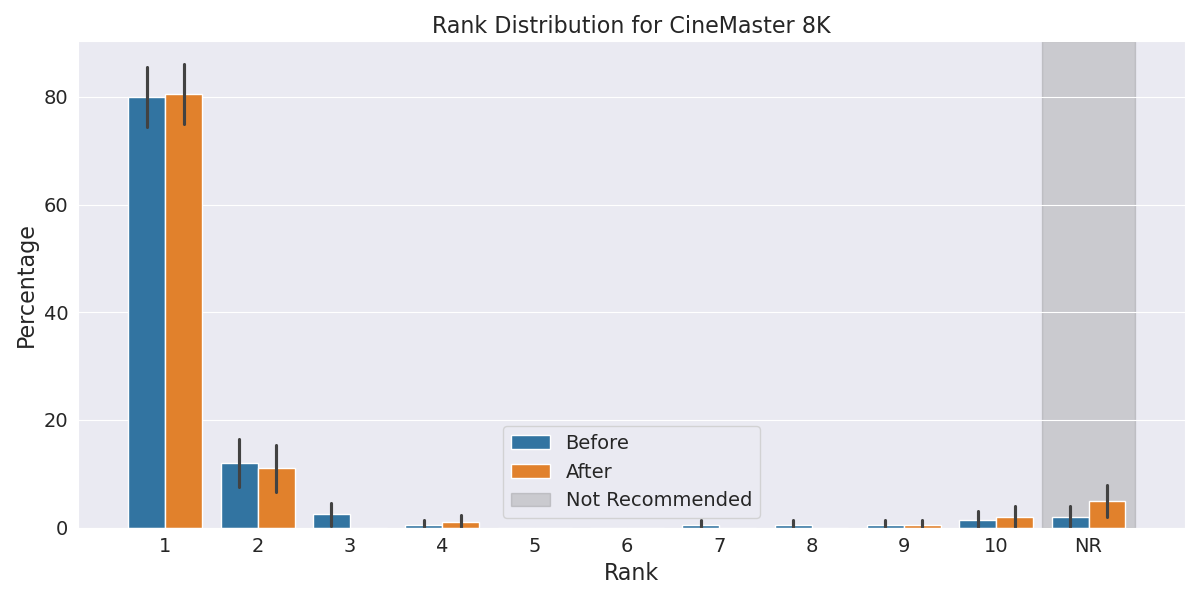 Rank Distribution for CineMaster 8K
Percentage
80
60
40
20
0
Before
After
Not Recommended
1 2 3 4 5 6 7 8 9 10 NR
Rank